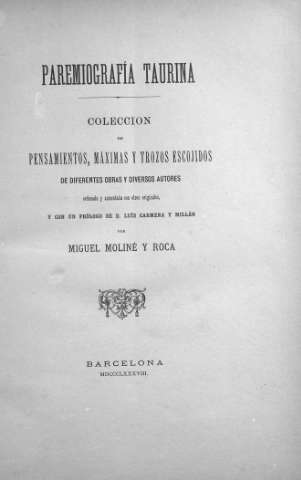 PAREMIOGRAFÍA TAURINA
COLECCION
DE
PENSAMIENTOS, MÁXIMAS Y TROZOS ESCOJIDOS
DE DIFERENTES OBRAS Y DIVERSOS AUTORES
ordenada y aumentada con otros originales,
Y CON UN PRÓLOGO DE D. LUÍS CARMENA Y MILLÁN
POR
MIGUEL MOLINÉ Y ROCA
BARCELONA
MDCCCLXXXVIII.